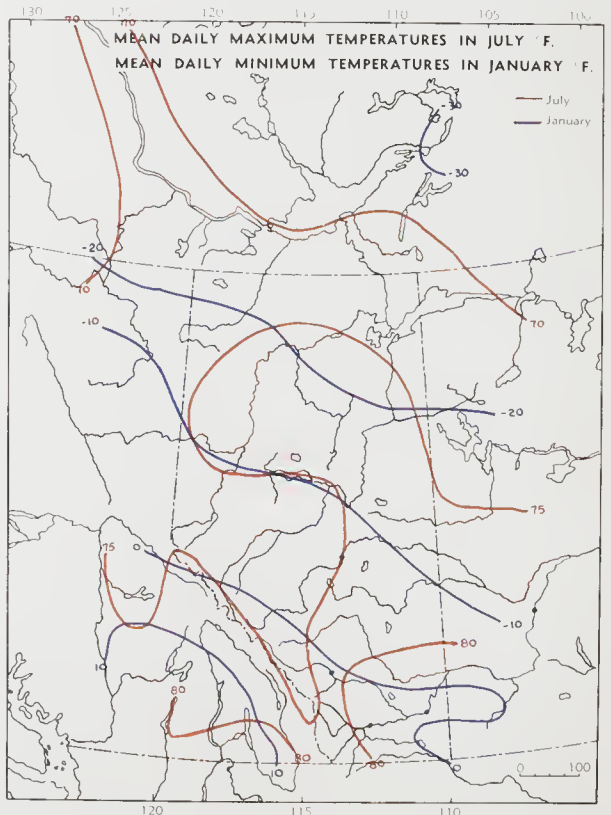 130 120 115 110 105 100
70 70
MEAN DAILY MAXIMUM TEMPERATURES IN JULY °F.
MEAN DAILY MINIMUM TEMPERATURES IN JANUARY °F.
July
January
-30
-30
-20
70
-10
70
-20
75
75 0
-10
80
10
80
80 10 80 0
0 100
120 115 110